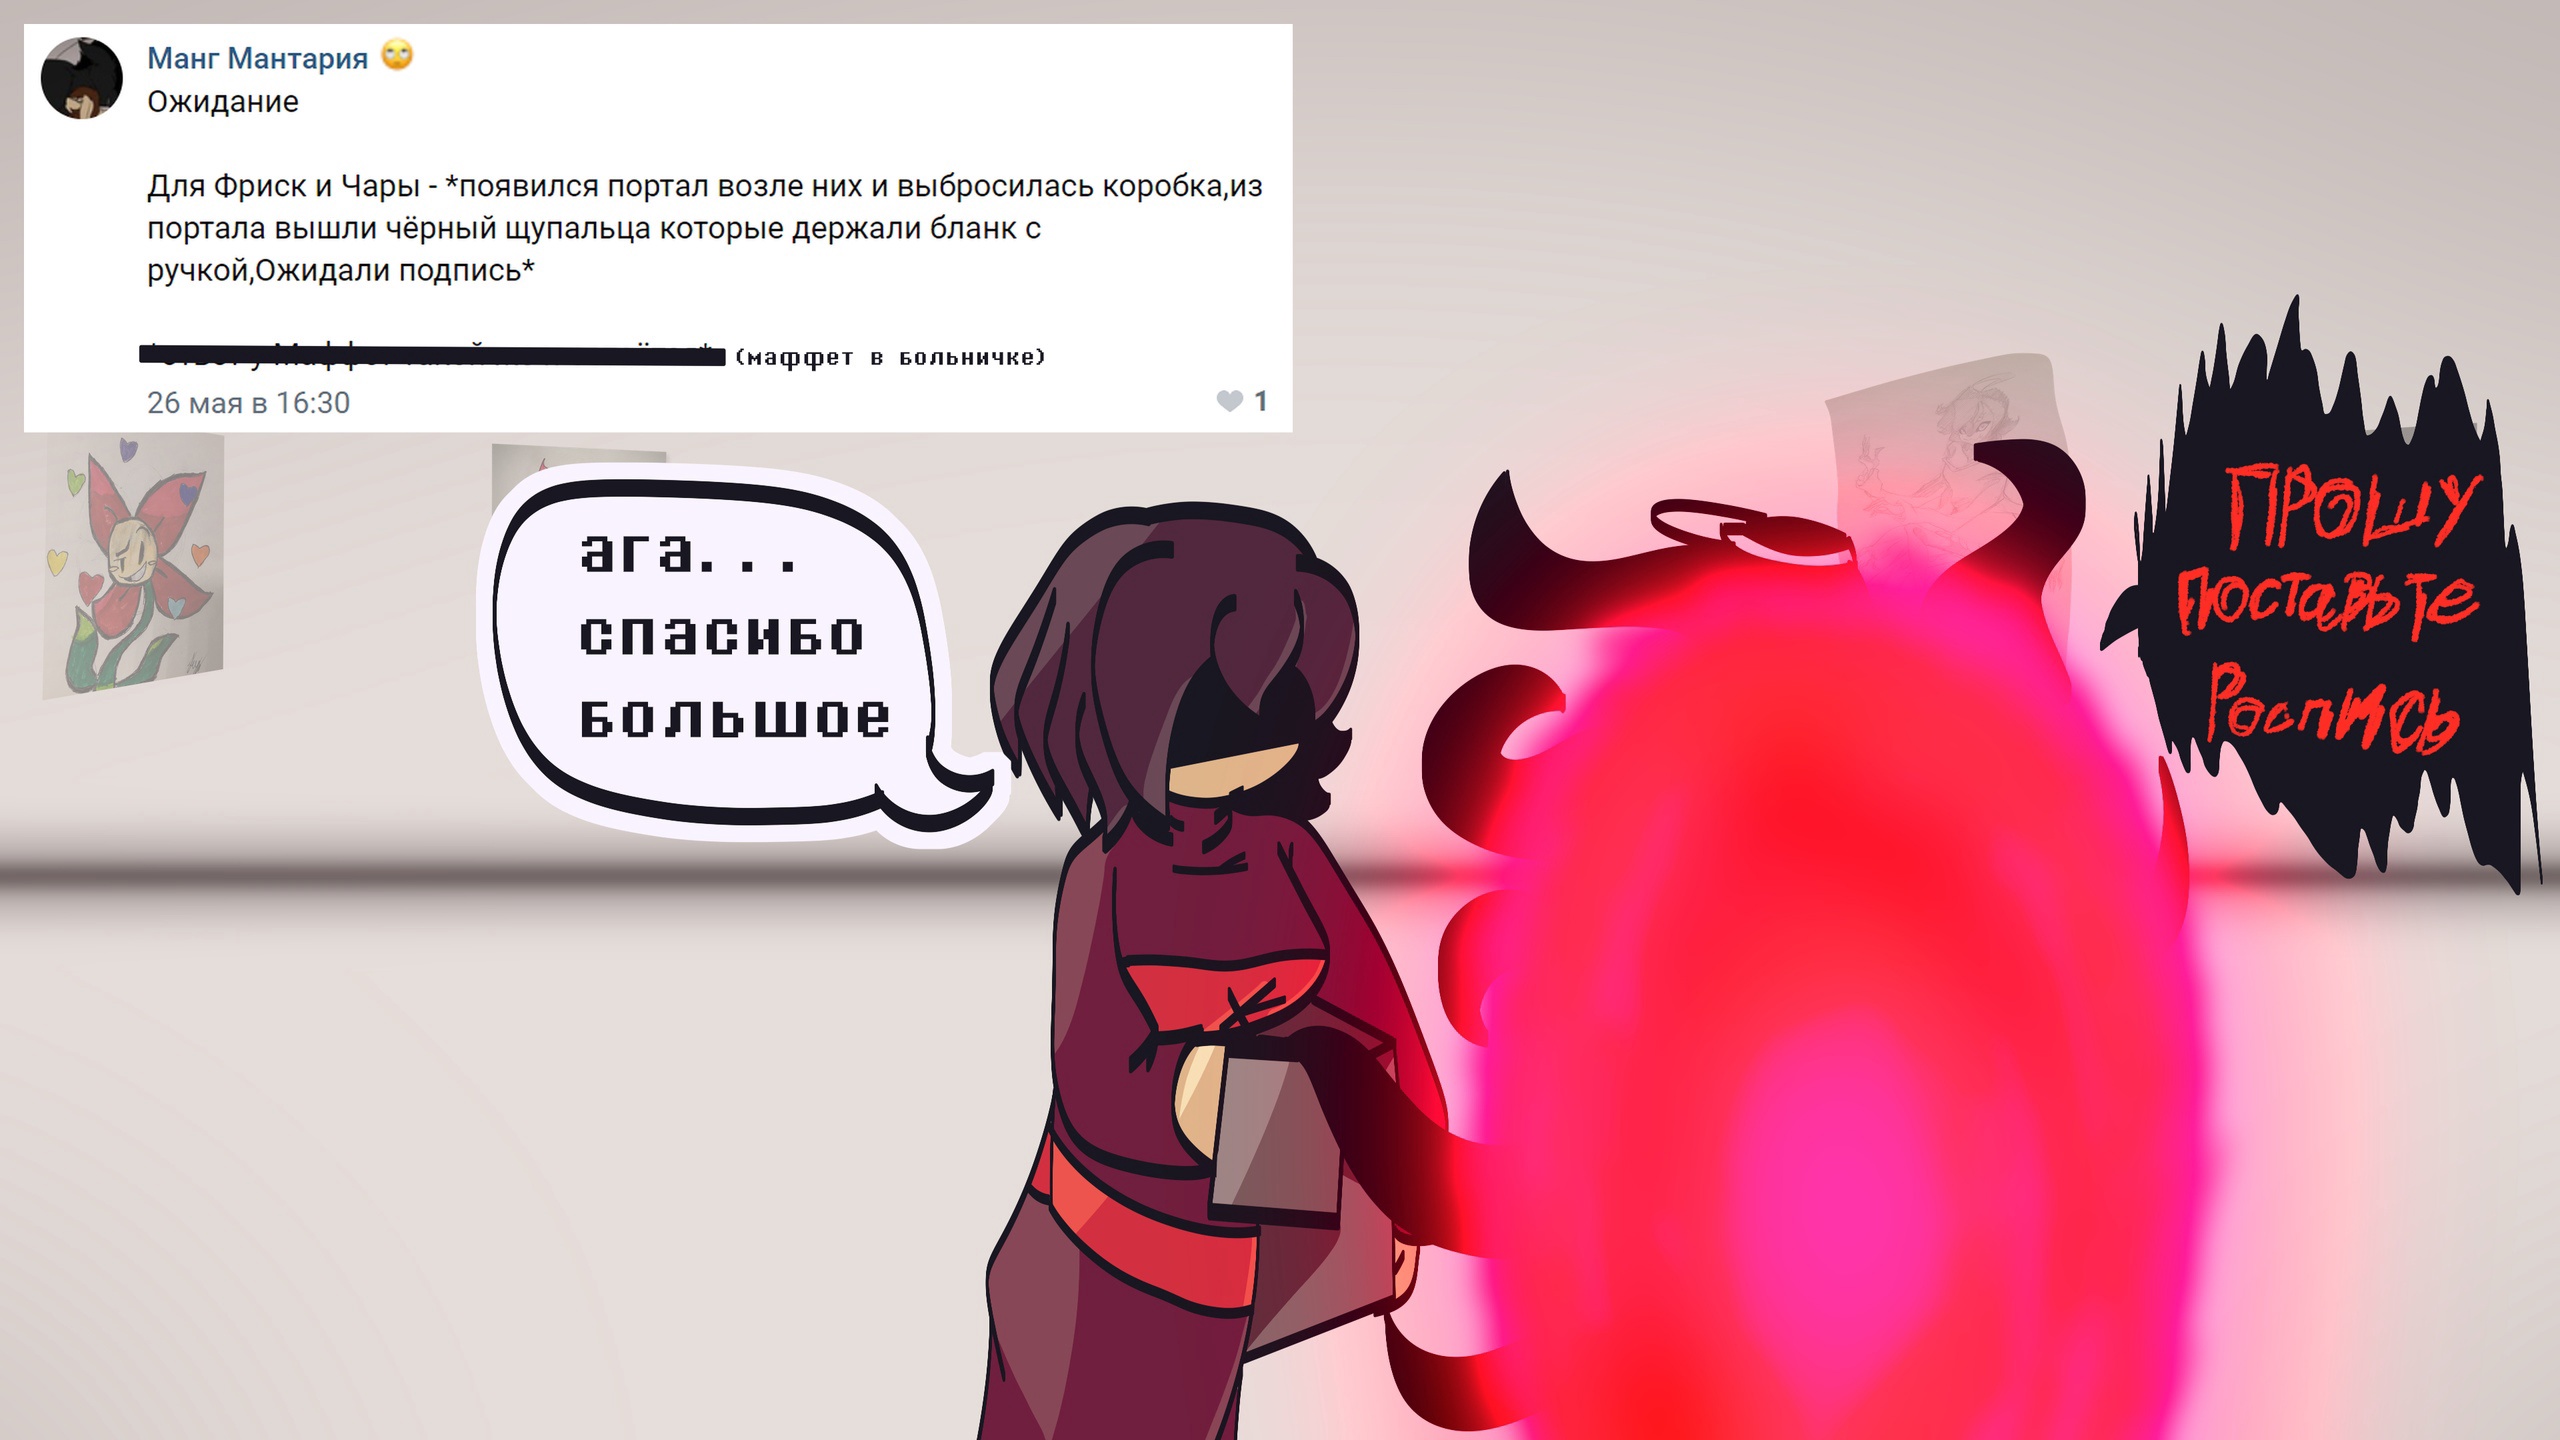 Манг Мантария 🙄
Ожидание
Для Фриск и Чары - *появился портал возле них и выбросилась коробка,из
портала вышли чёрный щупальца которые держали бланк с
ручкой,Ожидали подпись*
(маффет в больничке)
26 мая в 16:30
1
ага...
спасибо
большое
ПРОШУ
ПОСТАВЬТЕ
РОСПИСЬ